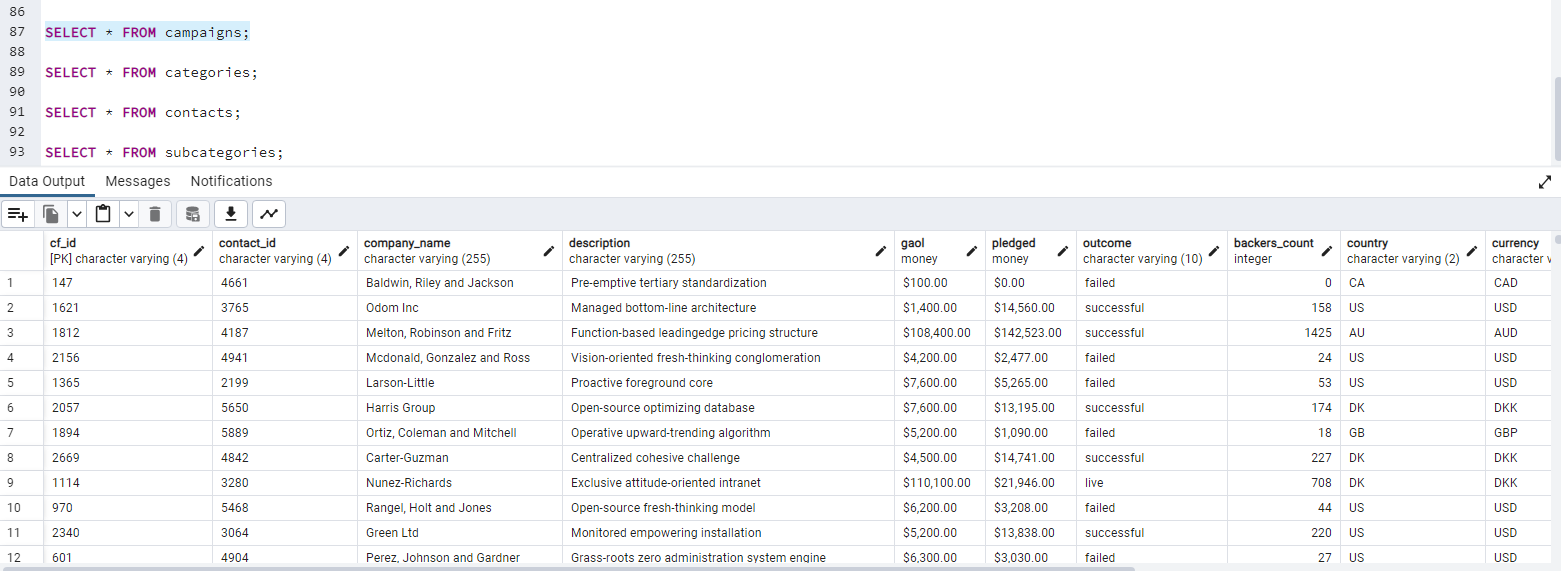 86
87 SELECT * FROM campaigns;
88
89 SELECT * FROM categories;
90
91 SELECT * FROM contacts;
92
93 SELECT * FROM subcategories;
Data Output Messages Notifications
cf_id contact_id company_name description gaol pledged outcome backers_count country currency
[PK] character varying (4) character varying (4) character varying (255) character varying (255) money money character varying (10) integer character varying (2) character v
1 147 4661 Baldwin, Riley and Jackson Pre-emptive tertiary standardization $100.00 $0.00 failed 0 CA CAD
2 1621 3765 Odom Inc Managed bottom-line architecture $1,400.00 $14,560.00 successful 158 US USD
3 1812 4187 Melton, Robinson and Fritz Function-based leadingedge pricing structure $108,400.00 $142,523.00 successful 1425 AU AUD
4 2156 4941 Mcdonald, Gonzalez and Ross Vision-oriented fresh-thinking conglomeration $4,200.00 $2,477.00 failed 24 US USD
5 1365 2199 Larson-Little Proactive foreground core $7,600.00 $5,265.00 failed 53 US USD
6 2057 5650 Harris Group Open-source optimizing database $7,600.00 $13,195.00 successful 174 DK DKK
7 1894 5889 Ortiz, Coleman and Mitchell Operative upward-trending algorithm $5,200.00 $1,090.00 failed 18 GB GBP
8 2669 4842 Carter-Guzman Centralized cohesive challenge $4,500.00 $14,741.00 successful 227 DK DKK
9 1114 3280 Nunez-Richards Exclusive attitude-oriented intranet $110,100.00 $21,946.00 live 708 DK DKK
10 970 5468 Rangel, Holt and Jones Open-source fresh-thinking model $6,200.00 $3,208.00 failed 44 US USD
11 2340 3064 Green Ltd Monitored empowering installation $5,200.00 $13,838.00 successful 220 US USD
12 601 4904 Perez, Johnson and Gardner Grass-roots zero administration system engine $6,300.00 $3,030.00 failed 27 US USD